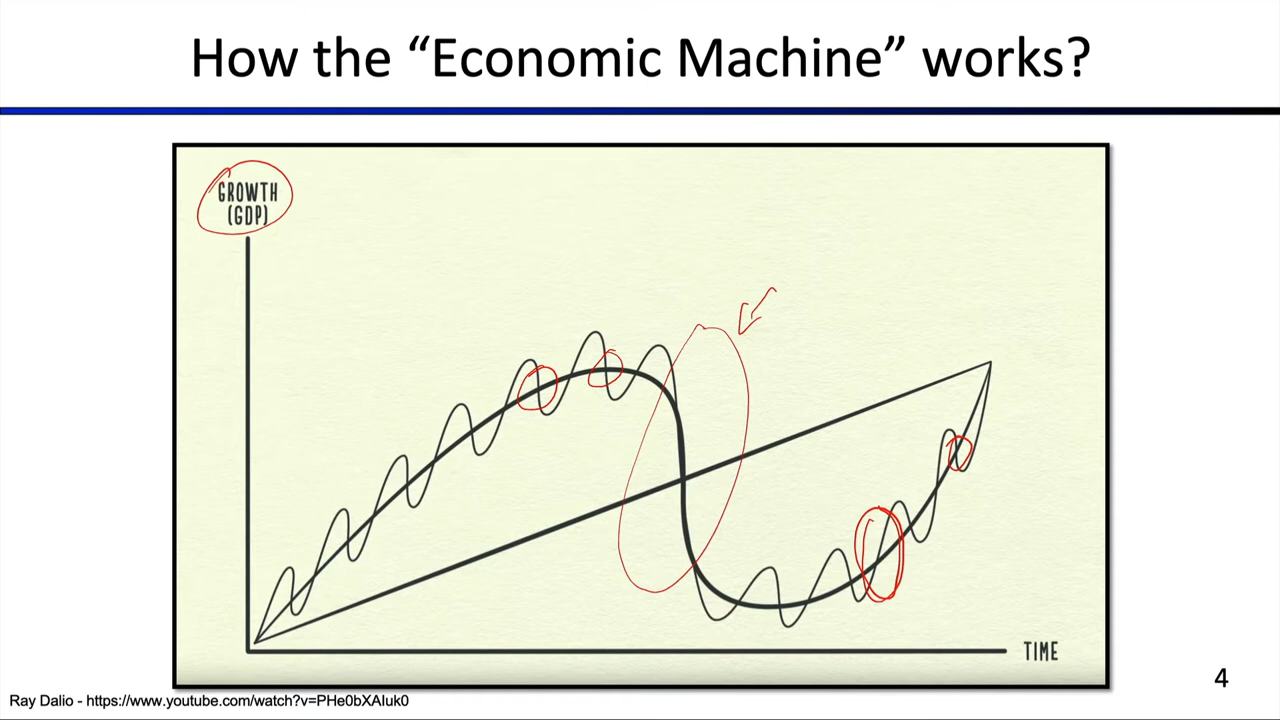 How the “Economic Machine” works?
GROWTH
(GDP)
TIME
4
Ray Dalio - https://www.youtube.com/watch?v=PHe0bXAIuk0